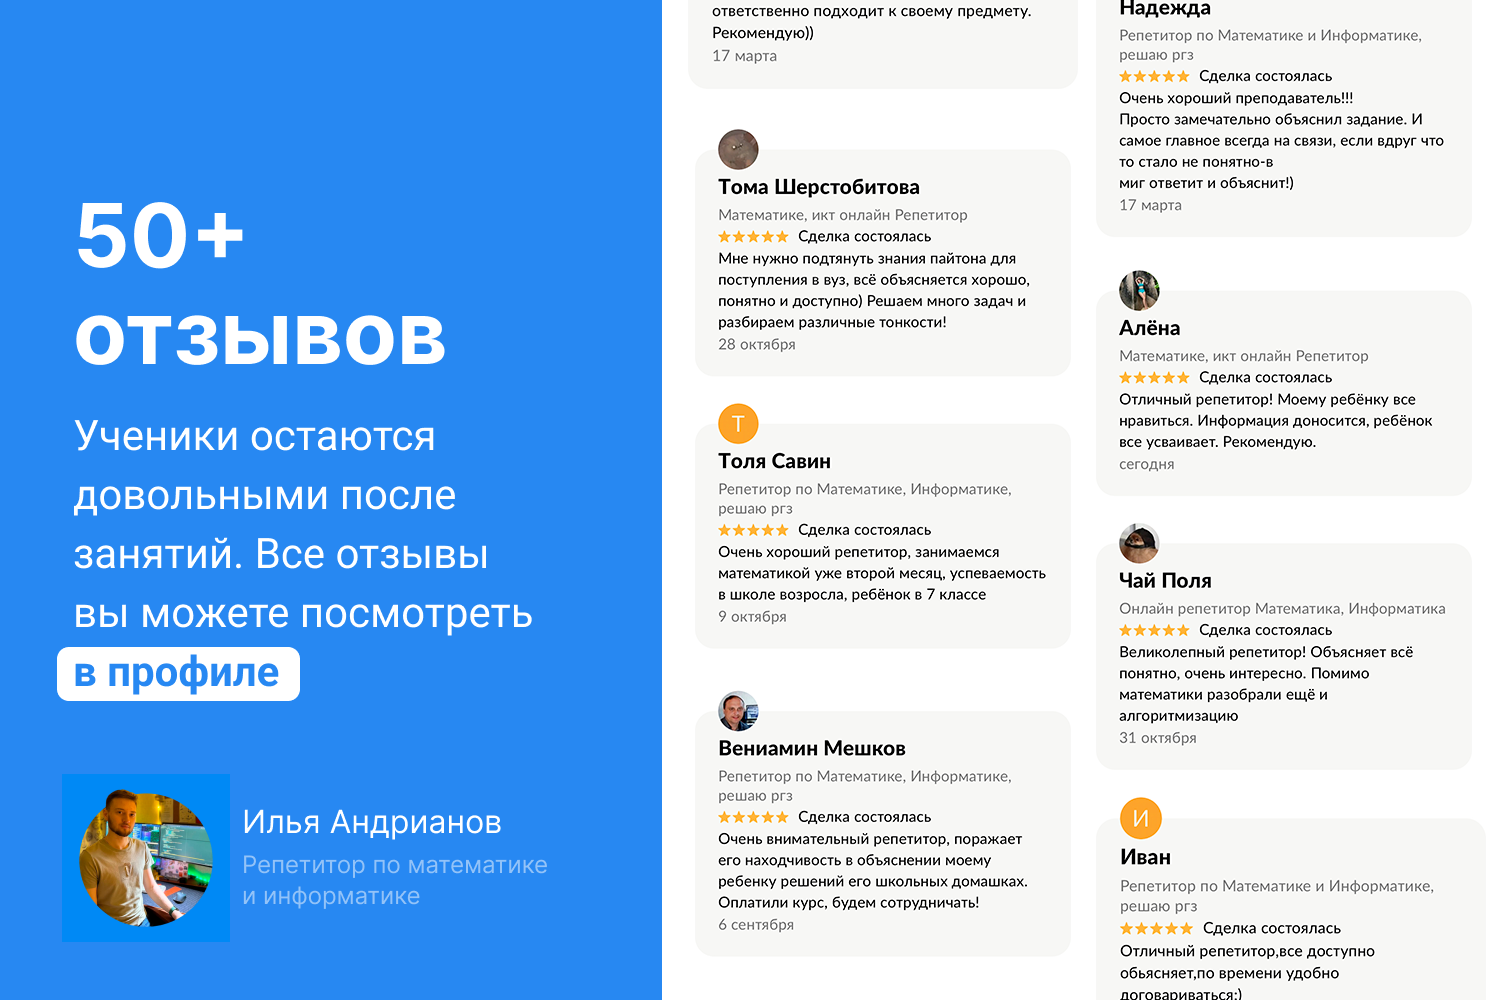 50+
отзывов
Ученики остаются
довольными после
занятий. Все отзывы
вы можете посмотреть
в профиле
Илья Андрианов
Репетитор по математике
и информатике
ответственно подходит к своему предмету.
Рекомендую))
17 марта
Тома Шерстобитова
Математике, икт онлайн Репетитор
Сделка состоялась
Мне нужно подтянуть знания пайтона для
поступления в вуз, всё объясняется хорошо,
понятно и доступно) Решаем много задач и
разбираем различные тонкости!
28 октября
Т
Толя Савин
Репетитор по Математике, Информатике,
решаю ргз
Сделка состоялась
Очень хороший репетитор, занимаемся
математикой уже второй месяц, успеваемость
в школе возросла, ребёнок в 7 классе
9 октября
Вениамин Мешков
Репетитор по Математике, Информатике,
решаю ргз
Сделка состоялась
Очень внимательный репетитор, поражает
его находчивость в объяснении моему
ребенку решений его школьных домашках.
Оплатили курс, будем сотрудничать!
6 сентября
Надежда
Репетитор по Математике и Информатике,
решаю ргз
Сделка состоялась
Очень хороший преподаватель!!!
Просто замечательно объяснил задание. И
самое главное всегда на связи, если вдруг что
то стало не понятно-в
миг ответит и объяснит!)
17 марта
Алёна
Математике, икт онлайн Репетитор
Сделка состоялась
Отличный репетитор! Моему ребёнку все
нравиться. Информация доносится, ребёнок
все усваивает. Рекомендую.
сегодня
Чай Поля
Онлайн репетитор Математика, Информатика
Сделка состоялась
Великолепный репетитор! Объясняет всё
понятно, очень интересно. Помимо
математики разобрали ещё и
алгоритмизацию
31 октября
И
Иван
Репетитор по Математике и Информатике,
решаю ргз
Сделка состоялась
Отличный репетитор,все доступно
обьясняет,по времени удобно
договариваться:)